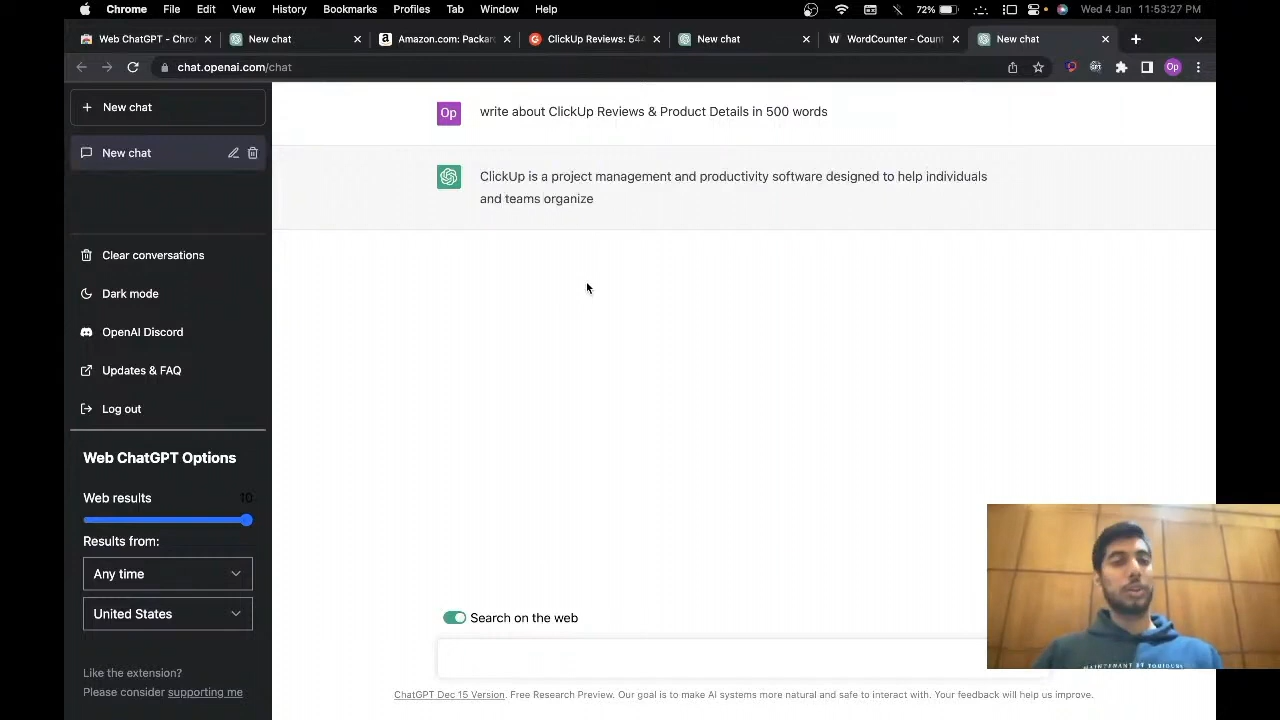 Chrome File Edit View History Bookmarks Profiles Tab Window Help 72% Wed 4 Jan 11:53:27 PM
Web ChatGPT - Chro New chat Amazon.com: Packar ClickUp Reviews: 544 New chat WordCounter - Count New chat
chat.openai.com/chat Op
New chat
New chat
Clear conversations
Dark mode
OpenAI Discord
Updates & FAQ
Log out
Web ChatGPT Options
Web results 10
Results from:
Any time
United States
Like the extension?
Please consider supporting me
Op write about ClickUp Reviews & Product Details in 500 words
ClickUp is a project management and productivity software designed to help individuals
and teams organize
Search on the web
ChatGPT Dec 15 Version. Free Research Preview. Our goal is to make AI systems more natural and safe to interact with. Your feedback will help us improve.